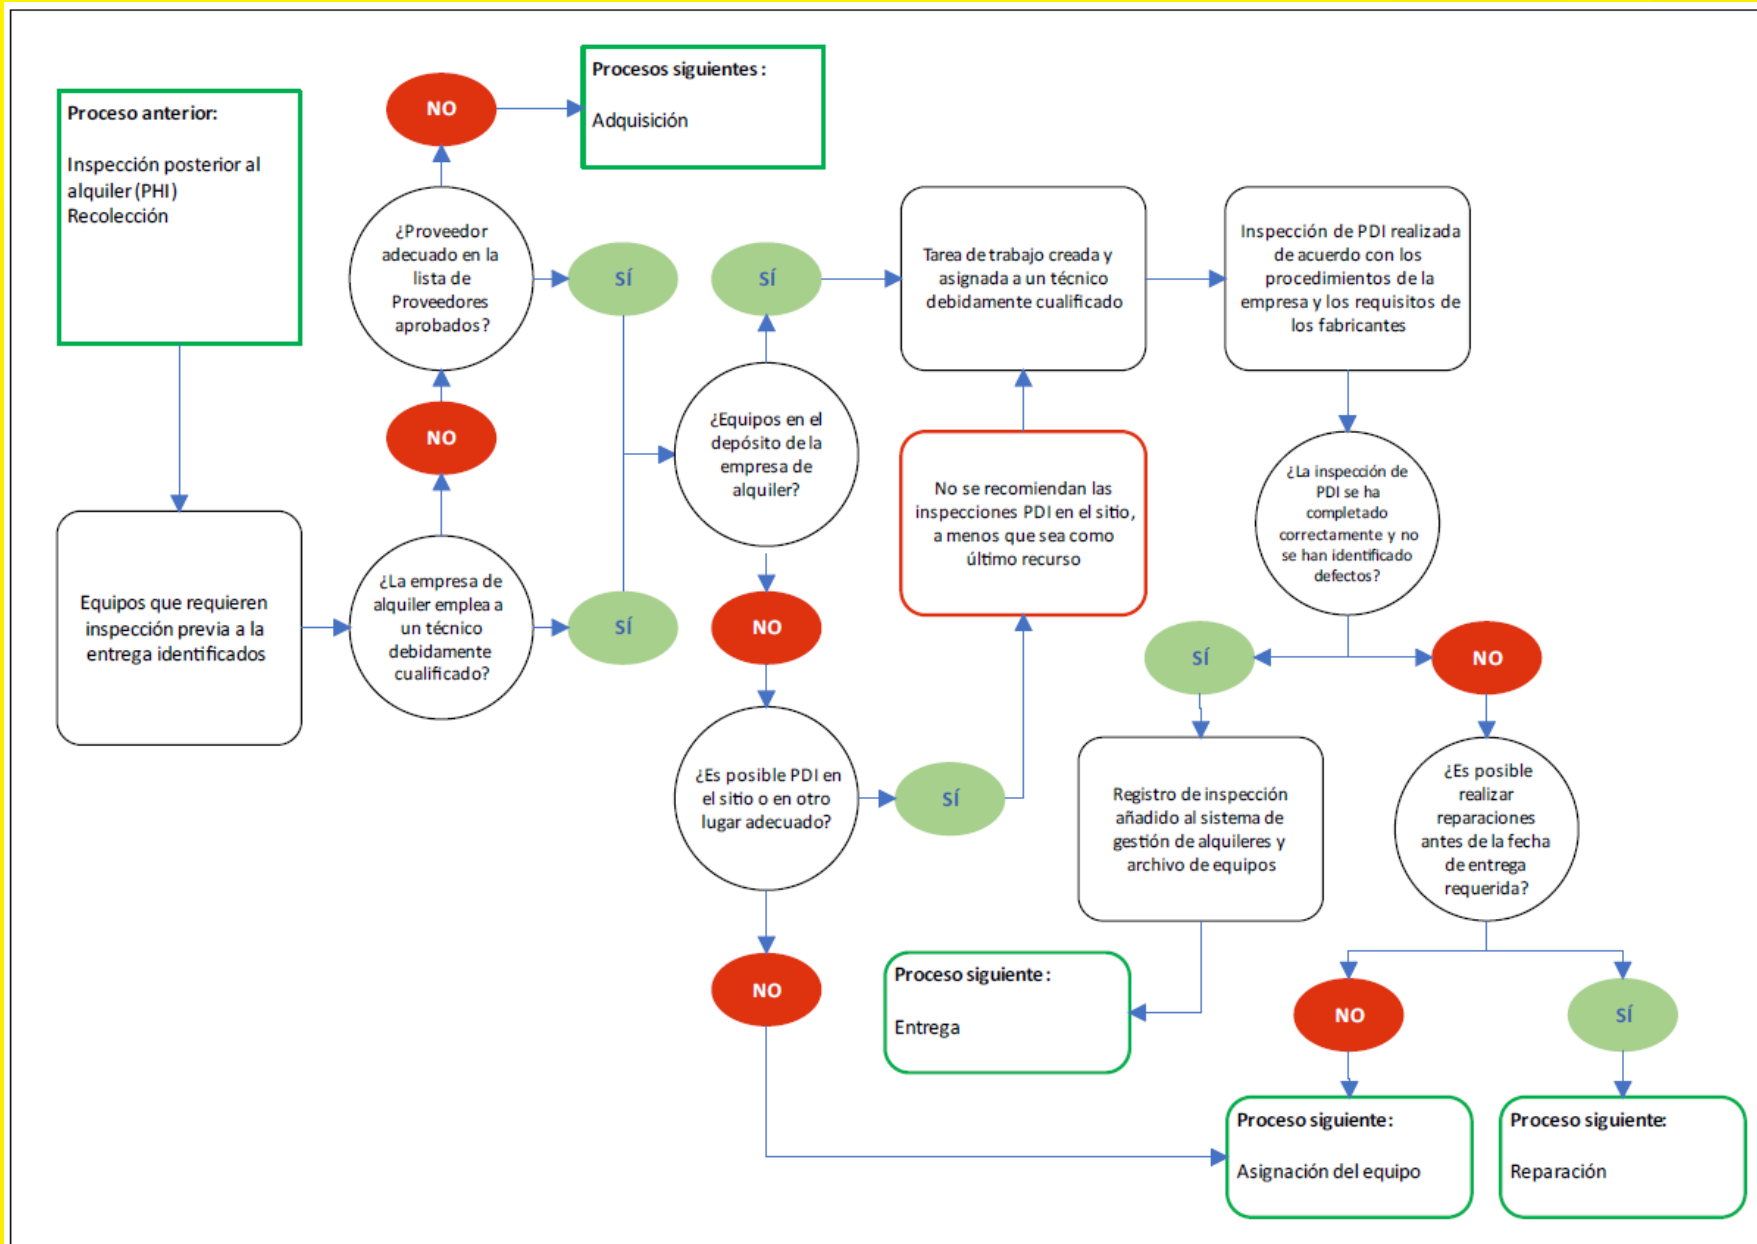 Proceso anterior:
Inspección posterior al
alquiler (PHI)
Recolección
Equipos que requieren
inspección previa a la
entrega identificados
¿La empresa de
alquiler emplea a
un técnico
debidamente
cualificado?
NO
¿Proveedor
adecuado en la
lista de
Proveedores
aprobados?
NO
Procesos siguientes :
Adquisición
SÍ
SÍ
¿Equipos en el
depósito de la
empresa de
alquiler?
SÍ
NO
¿Es posible PDI en
el sitio o en otro
lugar adecuado?
SÍ
NO
No se recomiendan las
inspecciones PDI en el sitio,
a menos que sea como
último recurso
Tarea de trabajo creada y
asignada a un técnico
debidamente cualificado
Inspección de PDI realizada
de acuerdo con los
procedimientos de la
empresa y los requisitos de
los fabricantes
¿La inspección de
PDI se ha
completado
correctamente y no
se han identificado
defectos?
SÍ
NO
Registro de inspección
añadido al sistema de
gestión de alquileres y
archivo de equipos
Proceso siguiente :
Entrega
¿Es posible
realizar
reparaciones
antes de la fecha
de entrega
requerida?
NO
SÍ
Proceso siguiente:
Asignación del equipo
Proceso siguiente:
Reparación